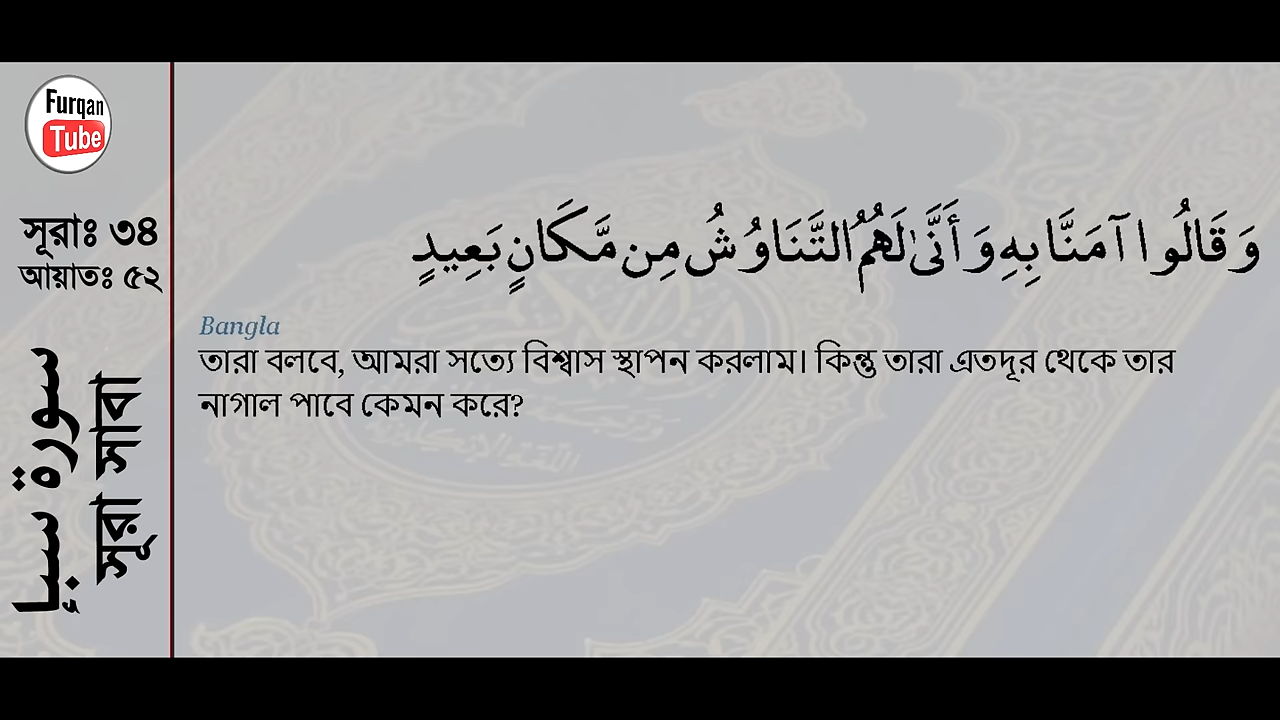 Furqan
Tube
সূরাঃ ৩৪
আয়াতঃ ৫২
سورة سبإ
সূরা সাবা
وَقَالُوا آمَنَّا بِهِ وَأَنَّىٰ لَهُمُ التَّنَاوُشُ مِن مَّكَانٍ بَعِيدٍ
Bangla
তারা বলবে, আমরা সত্যে বিশ্বাস স্থাপন করলাম। কিন্তু তারা এতদূর থেকে তার
নাগাল পাবে কেমন করে?